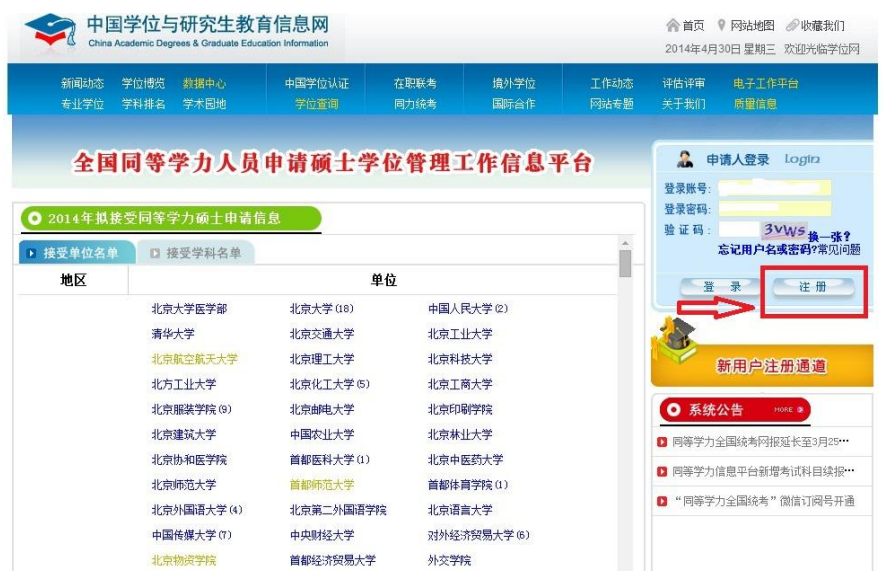 中国学位与研究生教育信息网
China Academic Degrees & Graduate Education Information
首页 网站地图 收藏我们
2014年4月30日 星期三 欢迎光临学位网
新闻动态 学位博览 数据中心 中国学位认证 在职联考 境外学位 工作动态 评估评审 电子工作平台
专业学位 学科排名 学术园地 学位查询 同力统考 国际合作 网站专题 关于我们 质量信息
全国同等学力人员申请硕士学位管理工作信息平台
申请人登录 Login
登录账号:
登录密码:
验证码: 3VWS 换一张?
忘记用户名或密码?常见问题
登 录 注 册
新用户注册通道
系统公告 MORE
同等学力全国统考网报延长至3月25···
同等学力信息平台新增考试科目续报···
“同等学力全国统考”微信订阅号开通
2014年拟接受同等学力硕士申请信息
接受单位名单 接受学科名单
地区 单位
北京大学医学部 北京大学(18) 中国人民大学(2)
清华大学 北京交通大学 北京工业大学
北京航空航天大学 北京理工大学 北京科技大学
北方工业大学 北京化工大学(5) 北京工商大学
北京服装学院(9) 北京邮电大学 北京印刷学院
北京建筑大学 中国农业大学 北京林业大学
北京协和医学院 首都医科大学(1) 北京中医药大学
北京师范大学 首都师范大学 首都体育学院(1)
北京外国语大学(4) 北京第二外国语学院 北京语言大学
中国传媒大学(7) 中央财经大学 对外经济贸易大学(6)
北京物资学院 首都经济贸易大学 外交学院